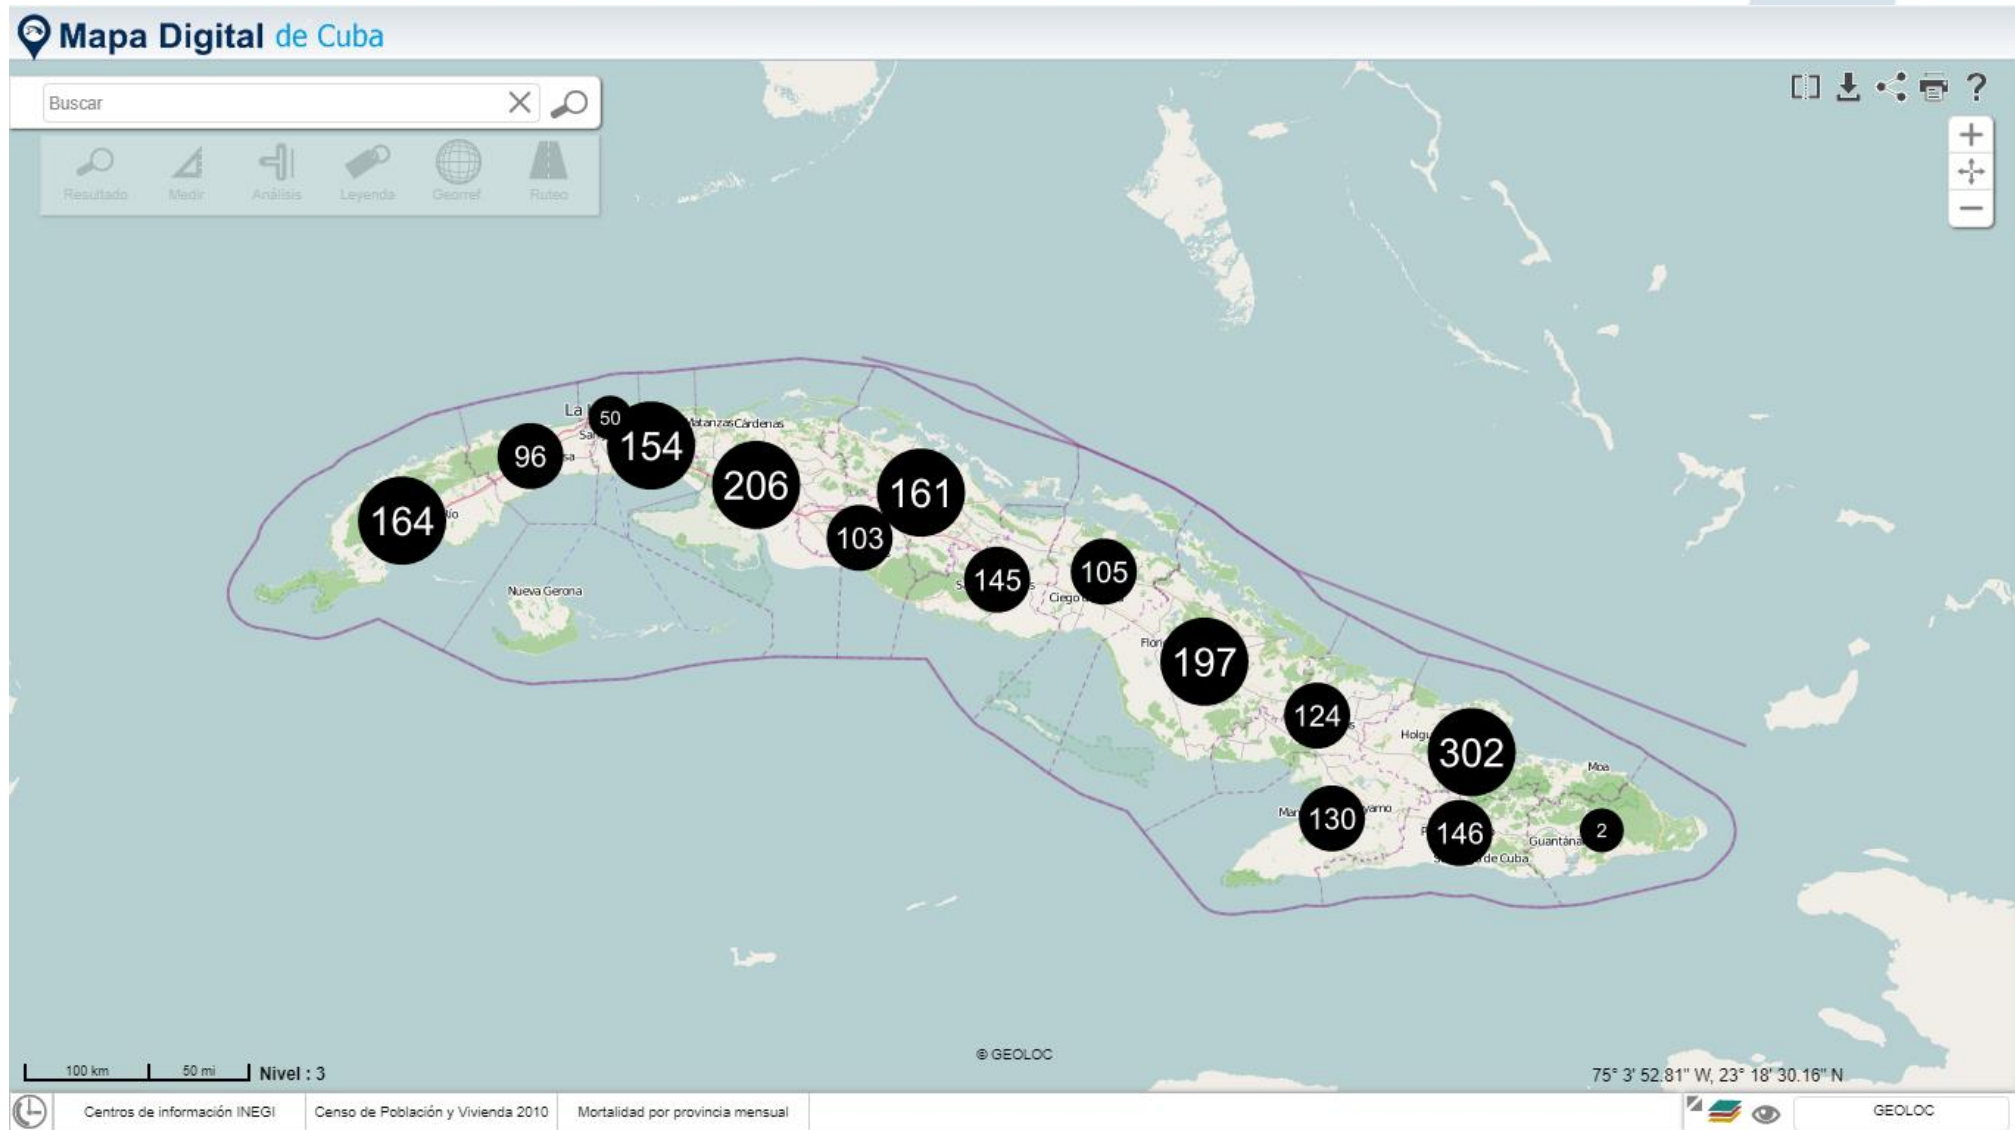 Mapa Digital de Cuba
Buscar
Resultado
Medir
Análisis
Leyenda
Georref.
Ruteo
?
La
50
154
Matanzas
Cárdenas
96
206
161
164
103
145
105
Nueva Gerona
Ciego
197
124
302
Moa
130
146
2
de Cuba
© GEOLOC
100 km
50 mi
Nivel : 3
75° 3' 52.81'' W, 23° 18' 30.16'' N
Centros de información INEGI
Censo de Población y Vivienda 2010
Mortalidad por provincia mensual
GEOLOC